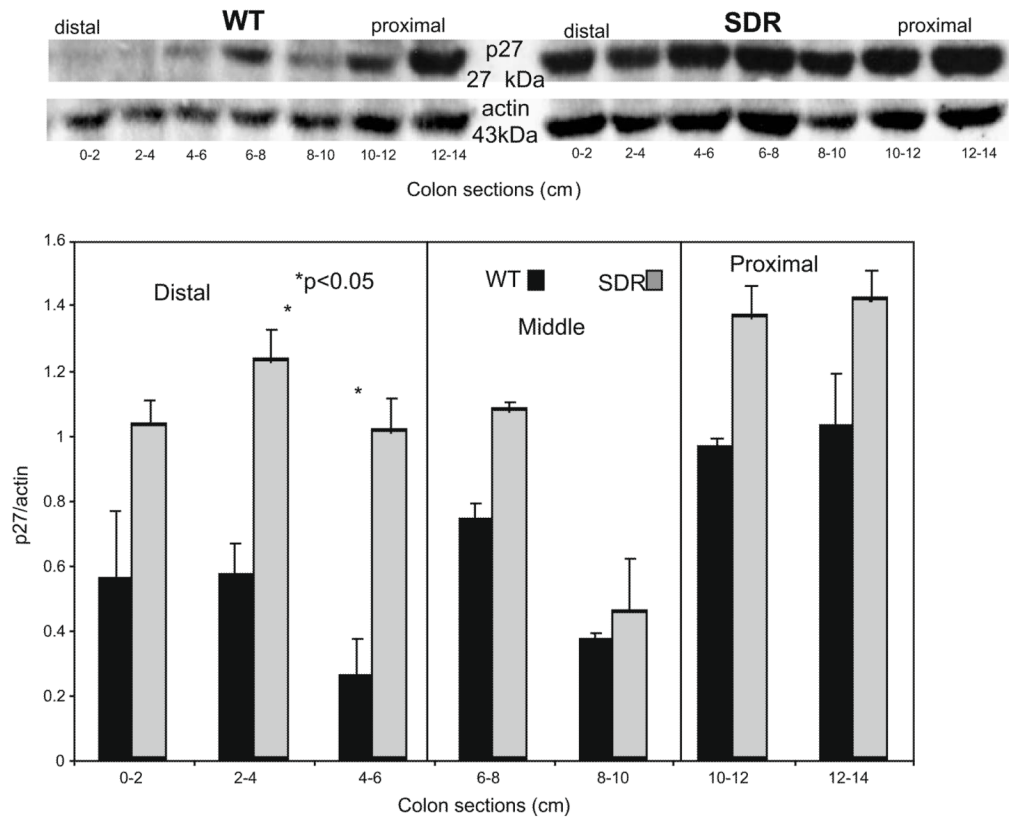 distal WT proximal
p27
27 kDa
distal SDR proximal
actin
43kDa
0-2 2-4 4-6 6-8 8-10 10-12 12-14
0-2 2-4 4-6 6-8 8-10 10-12 12-14
Colon sections (cm)
Distal
*p<0.05
*
*
WT
SDR
Middle
Proximal
p27/actin
1.6
1.4
1.2
1
0.8
0.6
0.4
0.2
0
0-2 2-4 4-6 6-8 8-10 10-12 12-14
Colon sections (cm)